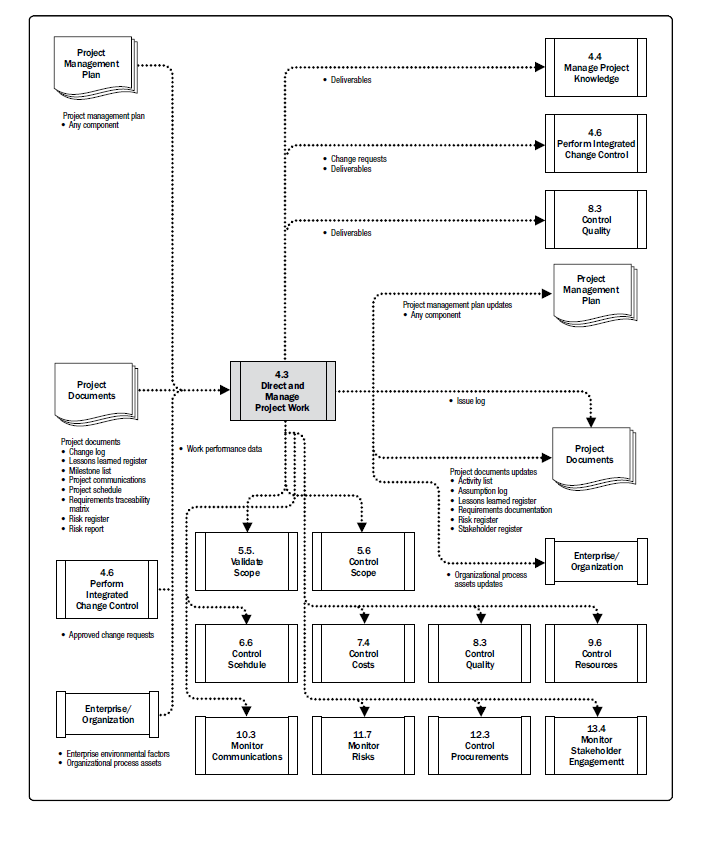 Project
Management
Plan
Project management plan
• Any component
4.4
Manage Project
Knowledge
• Deliverables
4.6
Perform Integrated
Change Control
• Change requests
• Deliverables
8.3
Control
Quality
• Deliverables
Project
Management
Plan
Project management plan updates
• Any component
4.3
Direct and
Manage
Project Work
Project
Documents
Project documents
• Change log
• Lessons learned register
• Milestone list
• Project communications
• Project schedule
• Requirements traceability
matrix
• Risk register
• Risk report
• Work performance data
• Issue log
Project
Documents
Project documents updates
• Activity list
• Assumption log
• Lessons learned register
• Requirements documentation
• Risk register
• Stakeholder register
5.5.
Validate
Scope
5.6
Control
Scope
Enterprise/
Organization
• Organizational process
assets updates
4.6
Perform
Integrated
Change Control
• Approved change requests
6.6
Control
Scehdule
7.4
Control
Costs
8.3
Control
Quality
9.6
Control
Resources
Enterprise/
Organization
• Enterprise environmental factors
• Organizational process assets
10.3
Monitor
Communications
11.7
Monitor
Risks
12.3
Control
Procurements
13.4
Monitor
Stakeholder
Engagementt